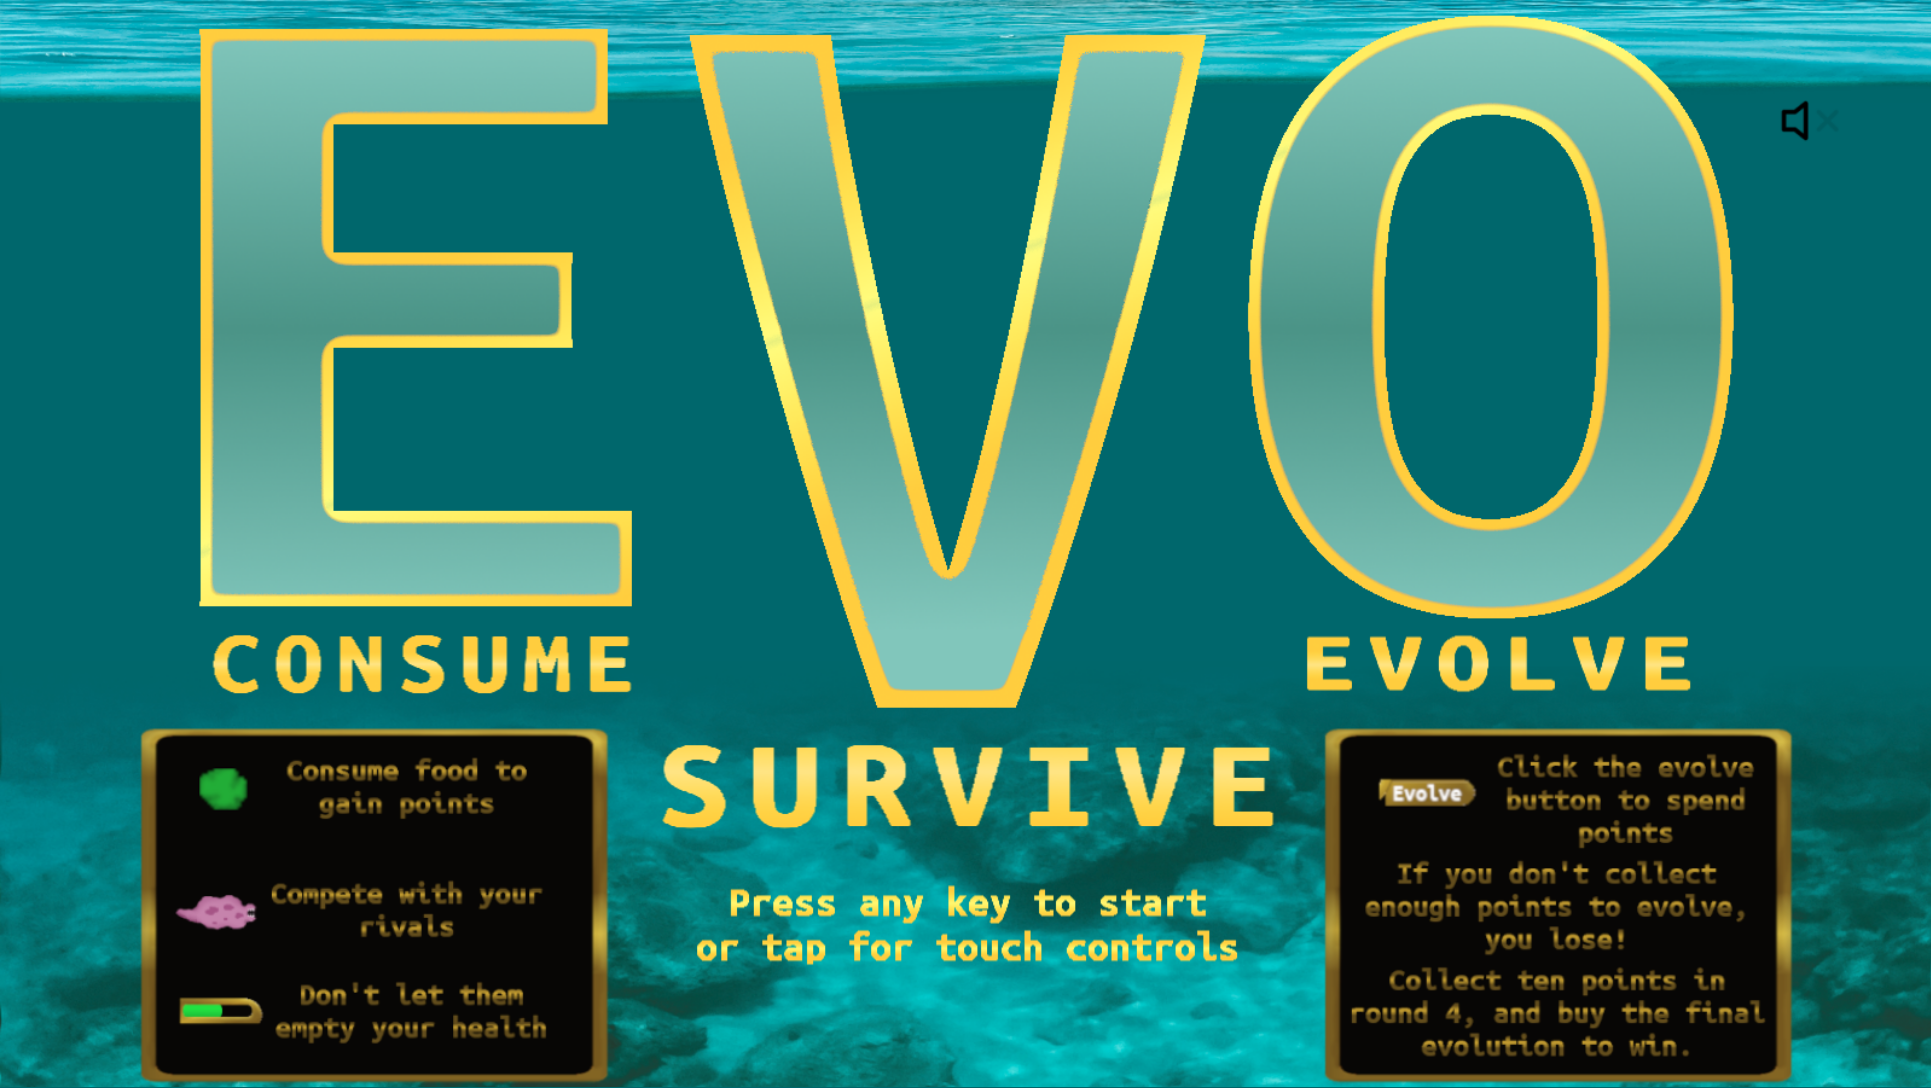 EVO
CONSUME
EVOLVE
SURVIVE
Consume food to
gain points
Compete with your
rivals
Don't let them
empty your health
Press any key to start
or tap for touch controls
Evolve
Click the evolve
button to spend
points
If you don't collect
enough points to evolve,
you lose!
Collect ten points in
round 4, and buy the final
evolution to win.